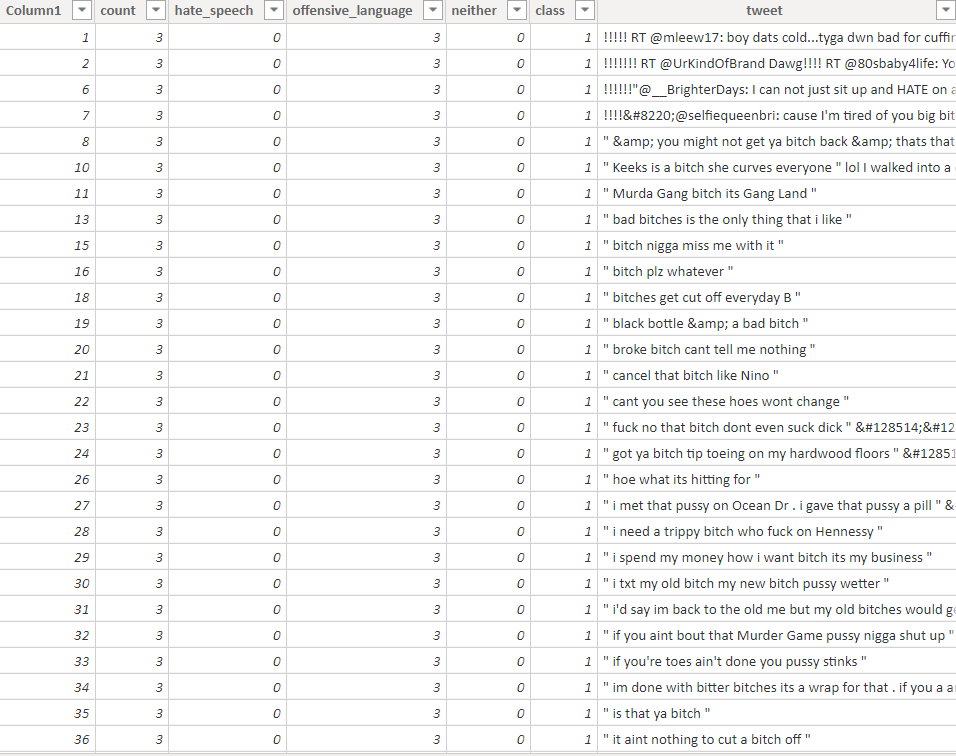 Column1 count hate_speech offensive_language neither class tweet
1 3 0 3 0 1 !!!!! RT @mleew17: boy dats cold...tyga dwn bad for cuffin
2 3 0 3 0 1 !!!!!!! RT @UrKindOfBrand Dawg!!!! RT @80sbaby4life: Yo
6 3 0 3 0 1 !!!!!!"@__BrighterDays: I can not just sit up and HATE on a
7 3 0 3 0 1 !!!!&#8220;@selfiequeenbri: cause I'm tired of you big bit
8 3 0 3 0 1 " &amp; you might not get ya bitch back &amp; thats that
10 3 0 3 0 1 " Keeks is a bitch she curves everyone " lol I walked into a
11 3 0 3 0 1 " Murda Gang bitch its Gang Land "
13 3 0 3 0 1 " bad bitches is the only thing that i like "
15 3 0 3 0 1 " bitch nigga miss me with it "
16 3 0 3 0 1 " bitch plz whatever "
18 3 0 3 0 1 " bitches get cut off everyday B "
19 3 0 3 0 1 " black bottle &amp; a bad bitch "
20 3 0 3 0 1 " broke bitch cant tell me nothing "
21 3 0 3 0 1 " cancel that bitch like Nino "
22 3 0 3 0 1 " cant you see these hoes wont change "
23 3 0 3 0 1 " fuck no that bitch dont even suck dick " &#128514;&#12
24 3 0 3 0 1 " got ya bitch tip toeing on my hardwood floors " &#1285
26 3 0 3 0 1 " hoe what its hitting for "
27 3 0 3 0 1 " i met that pussy on Ocean Dr . i gave that pussy a pill " &
28 3 0 3 0 1 " i need a trippy bitch who fuck on Hennessy "
29 3 0 3 0 1 " i spend my money how i want bitch its my business "
30 3 0 3 0 1 " i txt my old bitch my new bitch pussy wetter "
31 3 0 3 0 1 " i'd say im back to the old me but my old bitches would g
32 3 0 3 0 1 " if you aint bout that Murder Game pussy nigga shut up "
33 3 0 3 0 1 " if you're toes ain't done you pussy stinks "
34 3 0 3 0 1 " im done with bitter bitches its a wrap for that . if you a a
35 3 0 3 0 1 " is that ya bitch "
36 3 0 3 0 1 " it aint nothing to cut a bitch off "